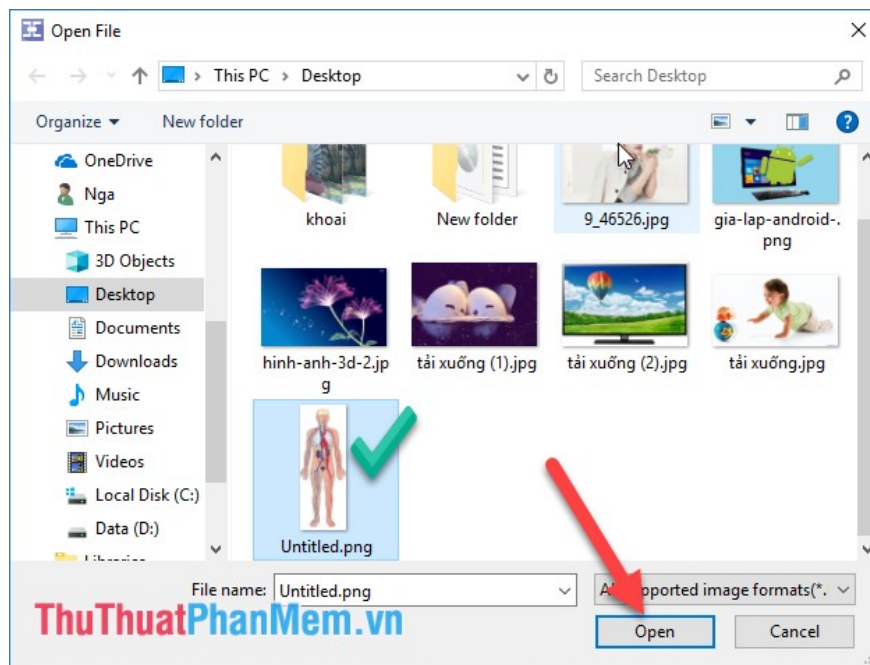 Open File
This PC > Desktop
Search Desktop
Organize
New folder
OneDrive
Nga
This PC
3D Objects
Desktop
Documents
Downloads
Music
Pictures
Videos
Local Disk (C:)
Data (D:)
khoai
New folder
9_46526.jpg
gia-lap-android-.
png
hinh-anh-3d-2.jp
g
tải xuống (1).jpg
tải xuống (2).jpg
tải xuống.jpg
Untitled.png
File name:
Untitled.png
supported image formats(*.
ThuThuatPhanMem.vn
Open
Cancel